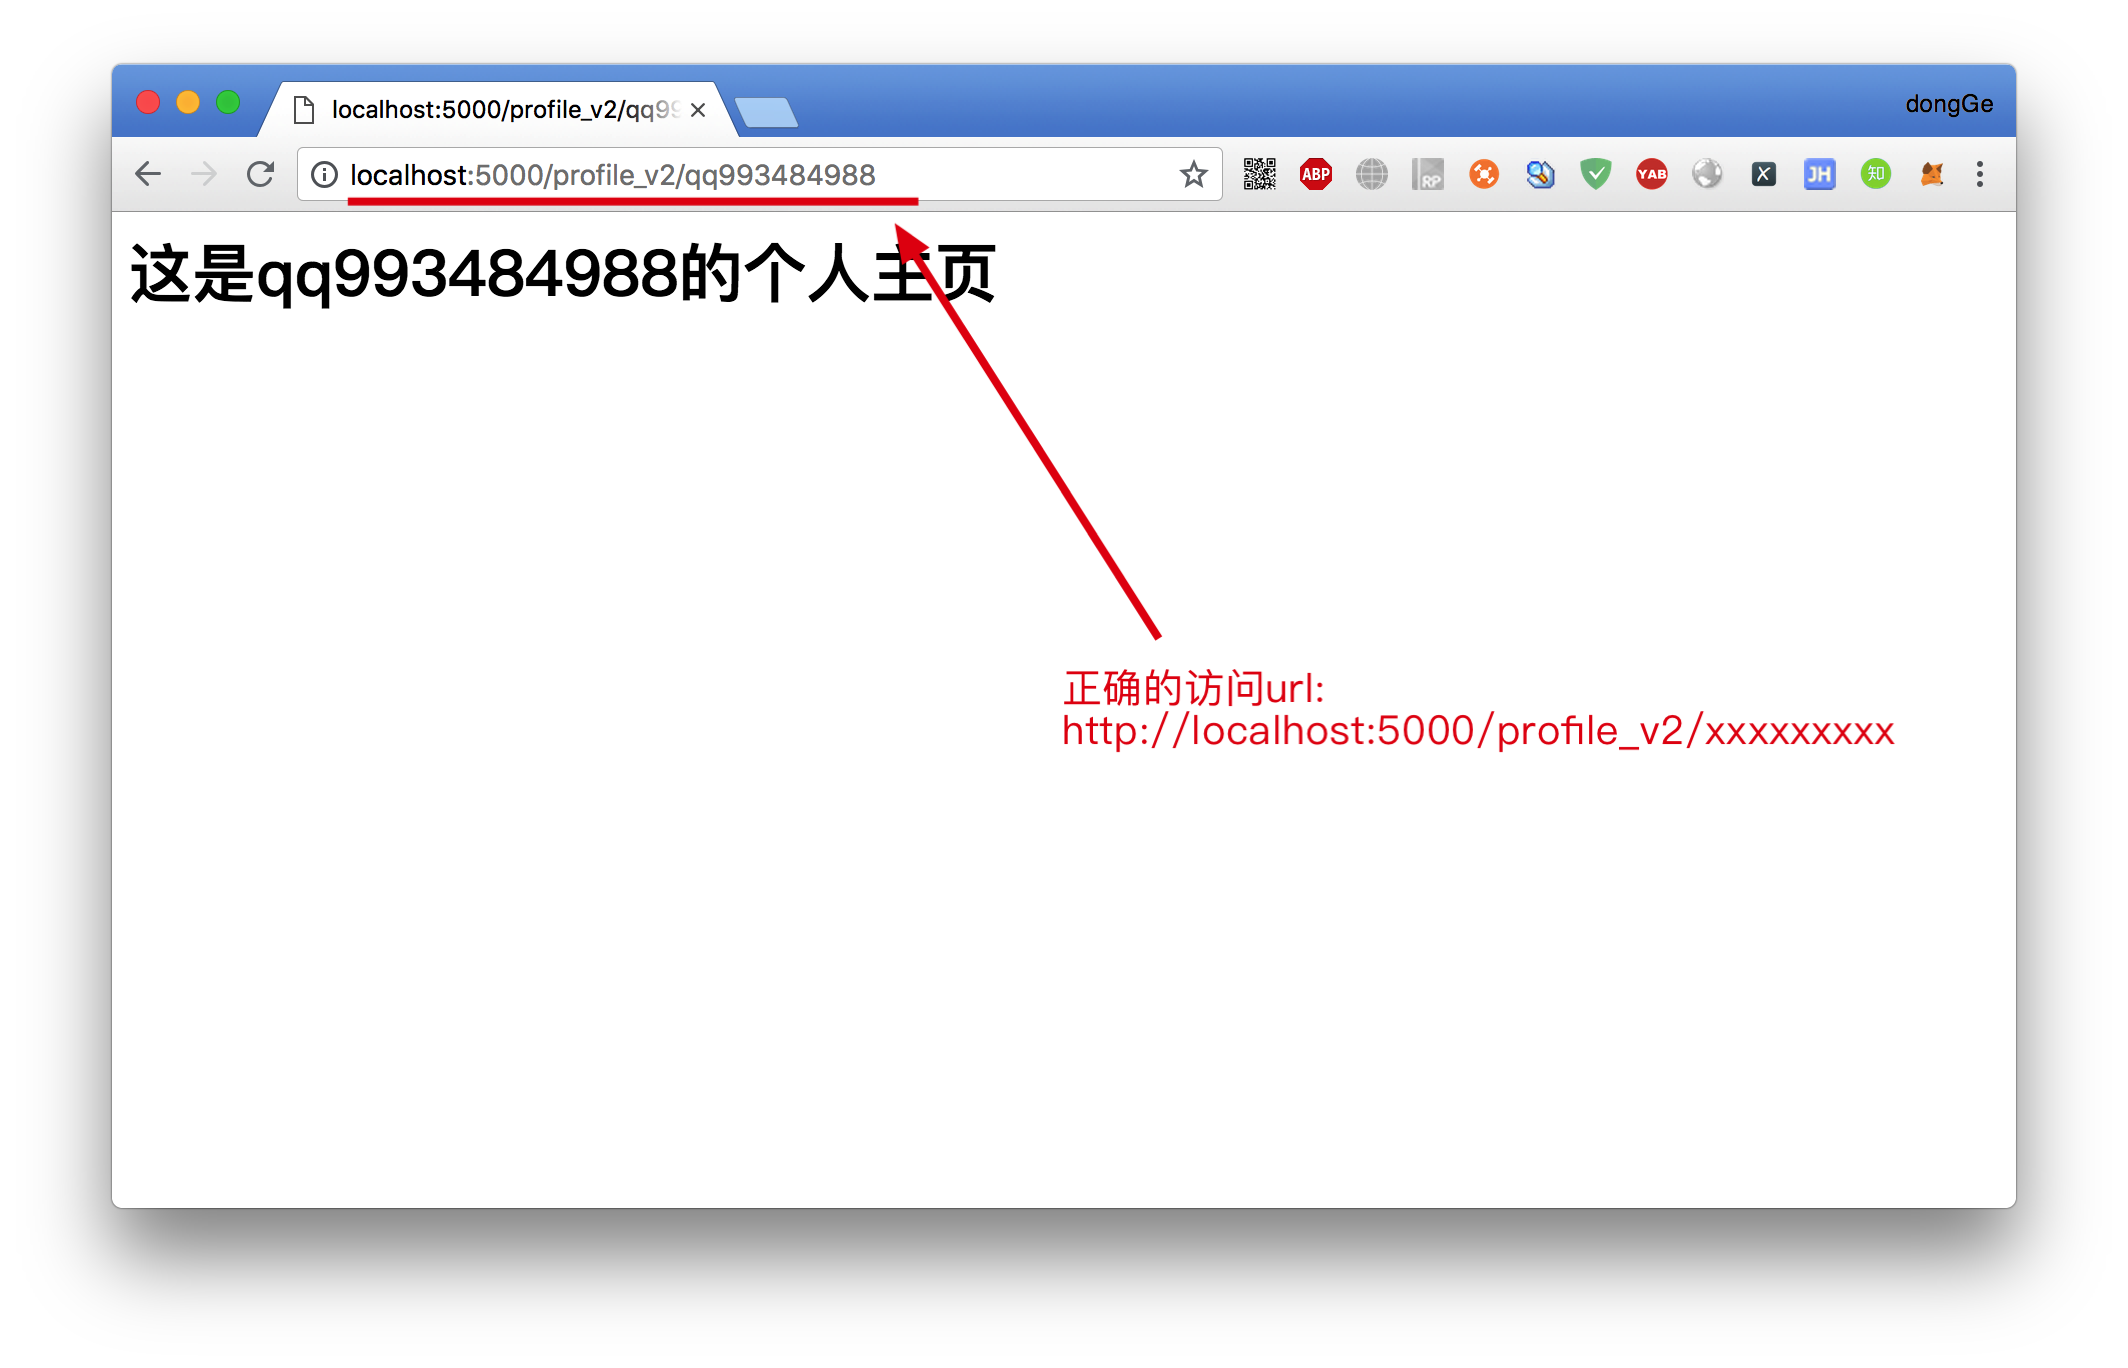 localhost:5000/profile_v2/qq99
dongGe
localhost:5000/profile_v2/qq993484988
ABP
RP
YAB
X
JH
知
这是qq993484988的个人主页
正确的访问url:
http://localhost:5000/profile_v2/xxxxxxxxx